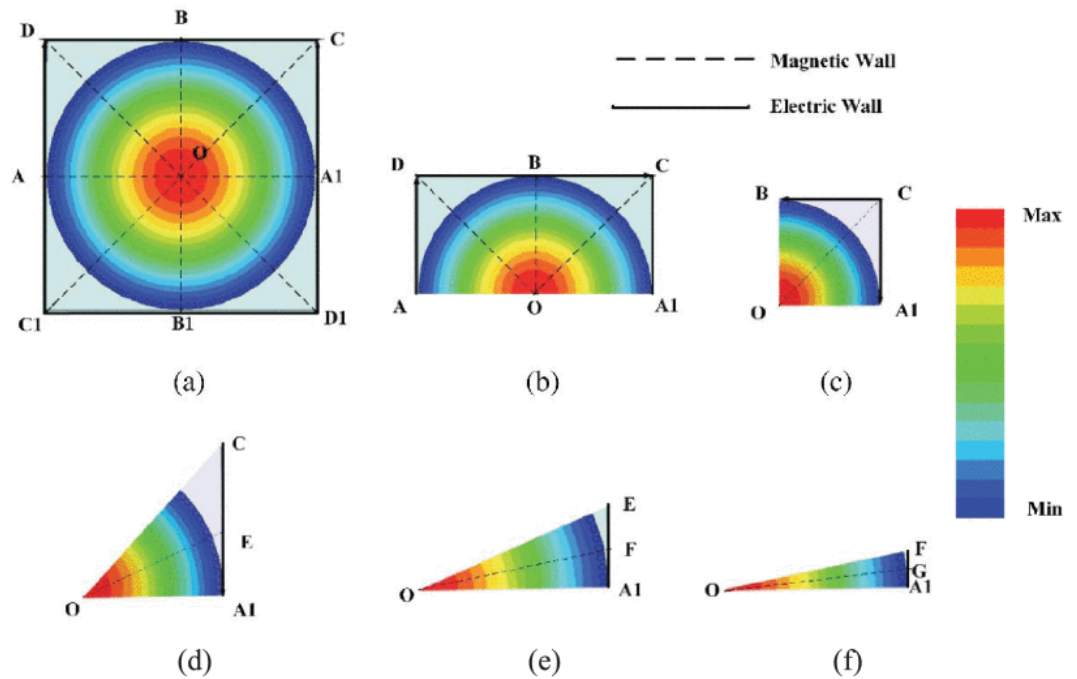 D B C
Magnetic Wall
Electric Wall
O
A A1
C1 B1 D1
(a)
D B C
A O A1
(b)
B C
O A1
(c)
Max
Min
C
E
O A1
(d)
E
F
O A1
(e)
F
G
O A1
(f)